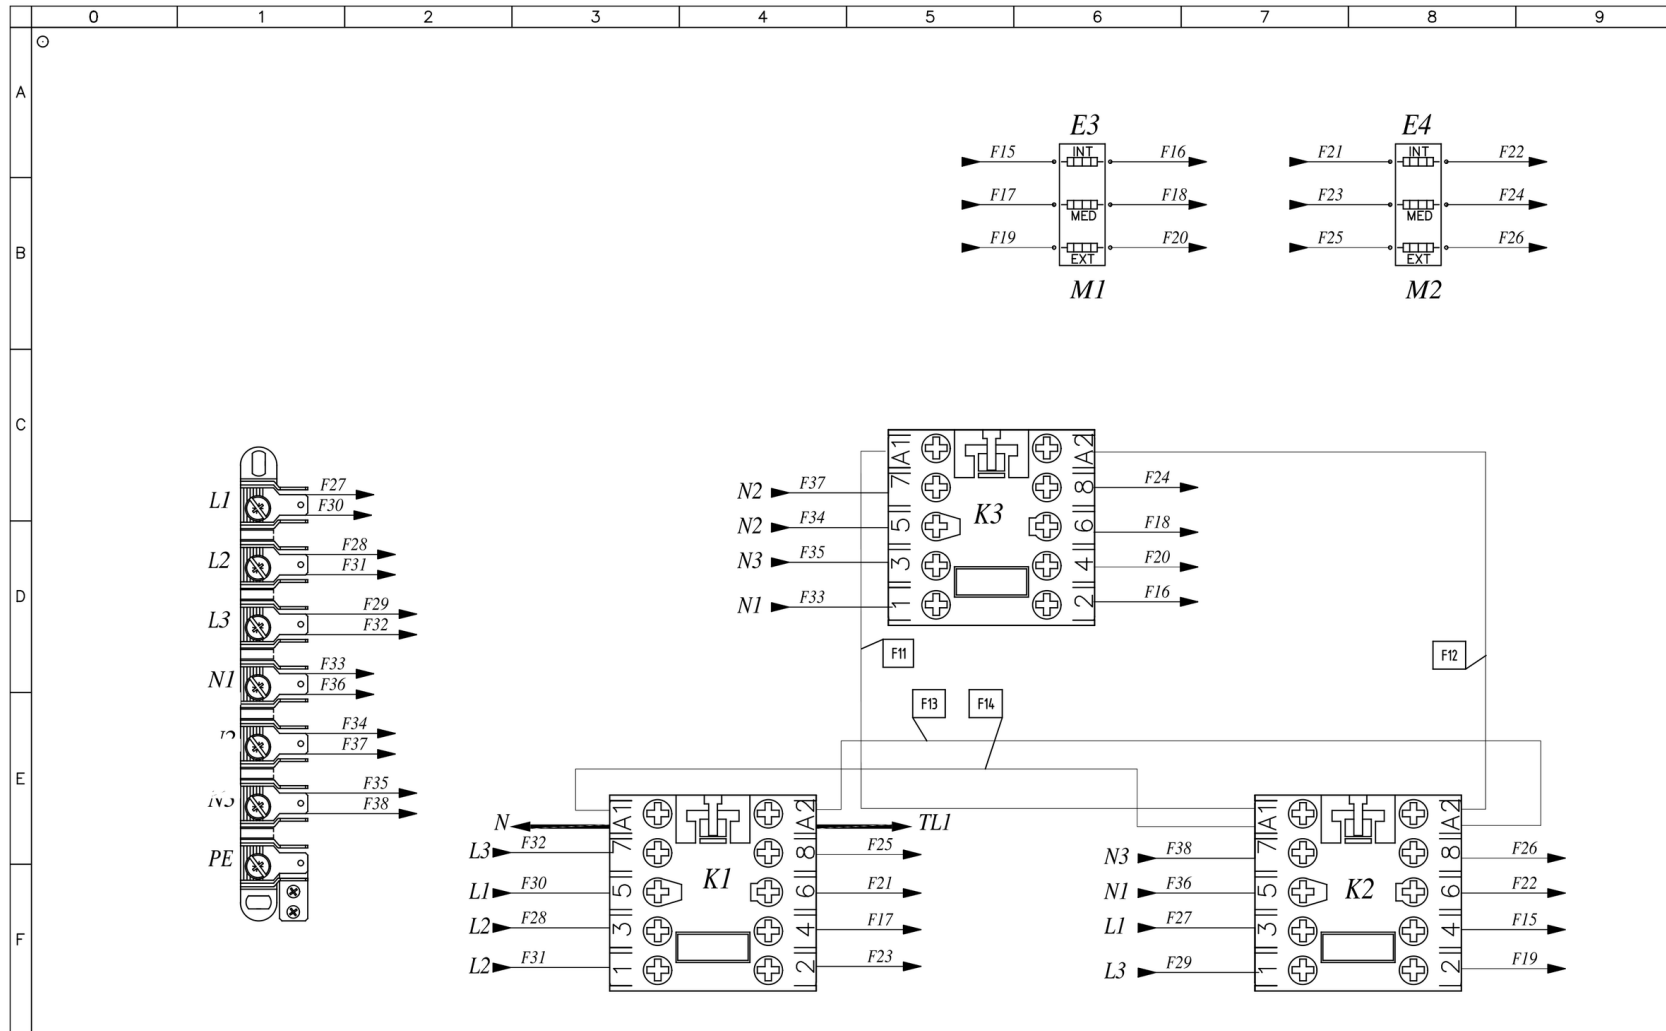 0 1 2 3 4 5 6 7 8 9
A
E3 E4
F15 INT F16 F21 INT F22
F17 MED F18 F23 MED F24
B
F19 EXT F20 F25 EXT F26
M1 M2
C
A1 A2
N2 F37 7 8 F24
K3
N2 F34 5 6 F18
N3 F35 3 4 F20
N1 F33 1 2 F16
L1 F27
F30
L2 F28
F31
D
L3 F29
F32
F11 F12
N1 F33
F36
F13 F14
F34
F37
E
F35
N3 F38
PE
N A1 A2 TL1
L3 F32 7 8 F25
K1
L1 F30 5 6 F21
L2 F28 3 4 F17
L2 F31 1 2 F23
A1 A2
N3 F38 7 8 F26
K2
N1 F36 5 6 F22
L1 F27 3 4 F15
L3 F29 1 2 F19
F